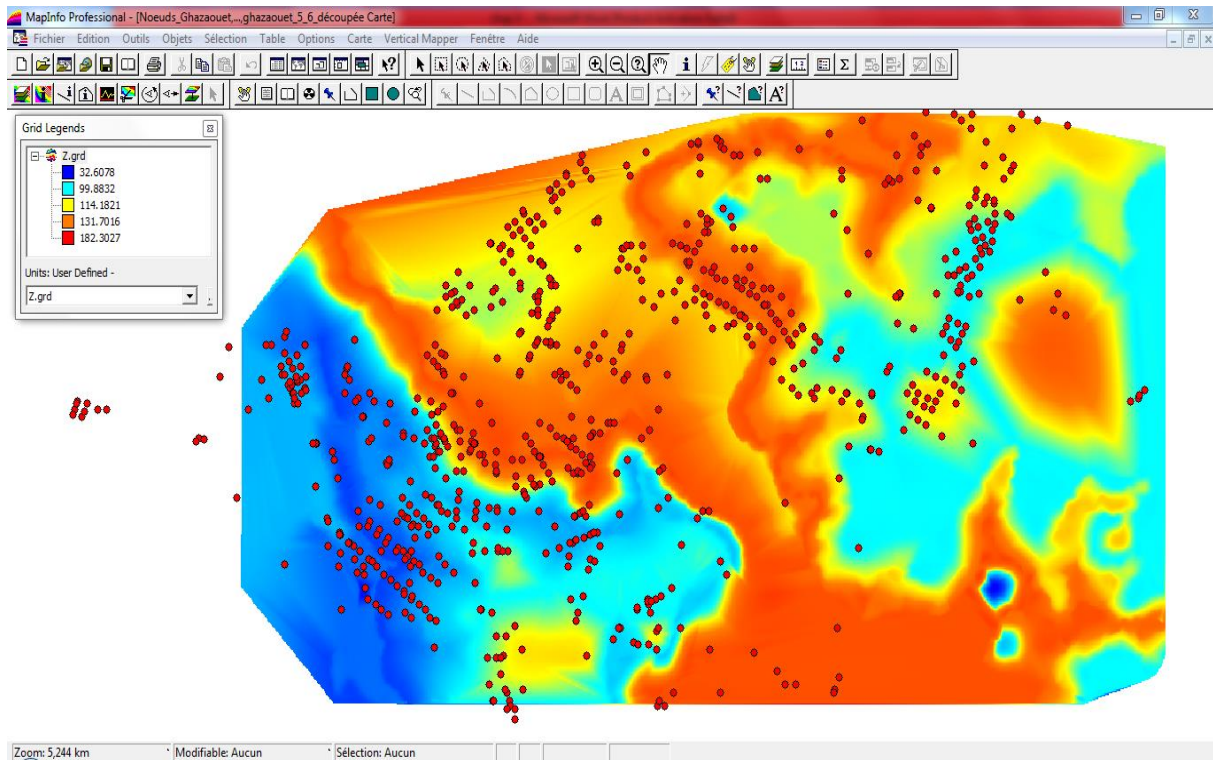 MapInfo Professional - [Noeuds_Ghazaouet,...,ghazaouet_5_6_découpée Carte]
Fichier Edition Outils Objets Sélection Table Options Carte Vertical Mapper Fenêtre Aide
Grid Legends
Z.grd
32.6078
99.8832
114.1821
131.7016
182.3027
Units: User Defined -
Z.grd
Zoom: 5,244 km Modifiable: Aucun Sélection: Aucun